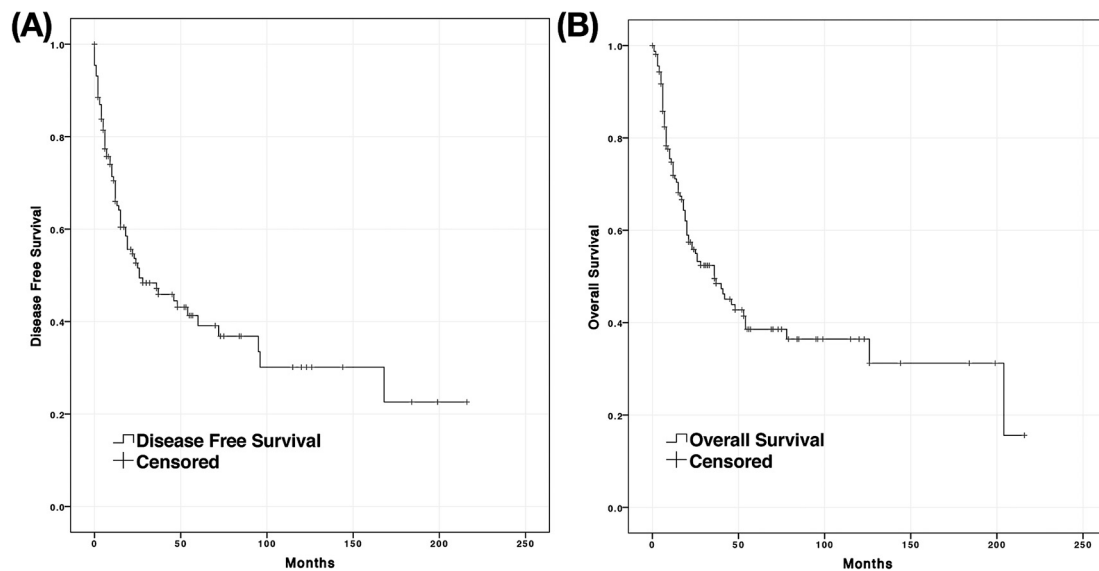 (A)
Disease Free Survival
1.0
0.8
0.6
0.4
0.2
0.0
Disease Free Survival
Censored
0 50 100 150 200 250
Months
(B)
Overall Survival
1.0
0.8
0.6
0.4
0.2
0.0
Overall Survival
Censored
0 50 100 150 200 250
Months